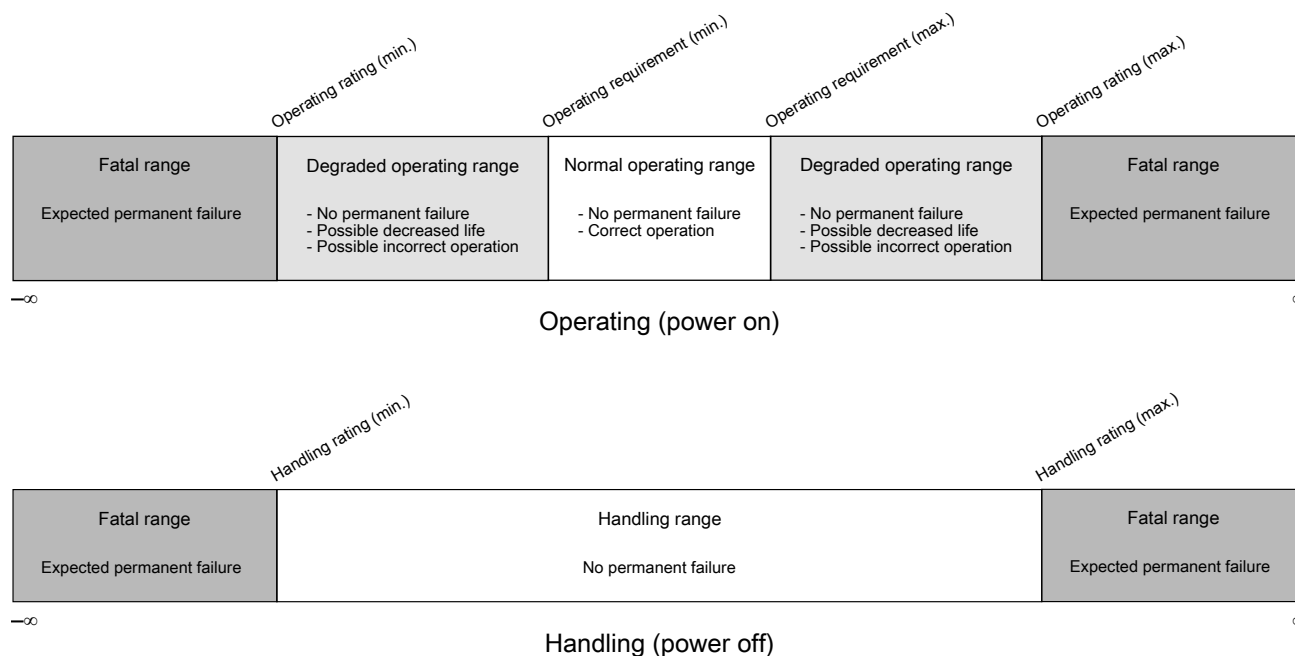 Operating rating (min.)
Operating requirement (min.)
Operating requirement (max.)
Operating rating (max.)
Fatal range
Degraded operating range
Normal operating range
Degraded operating range
Fatal range
Expected permanent failure
- No permanent failure
- Possible decreased life
- Possible incorrect operation
- No permanent failure
- Correct operation
- No permanent failure
- Possible decreased life
- Possible incorrect operation
Expected permanent failure
–∞
Operating (power on)
Handling rating (min.)
Handling rating (max.)
Fatal range
Handling range
Fatal range
Expected permanent failure
No permanent failure
Expected permanent failure
–∞
Handling (power off)